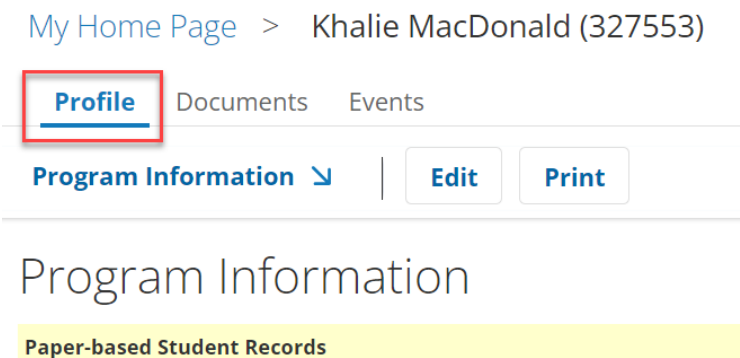 My Home Page > Khalie MacDonald (327553)
Profile Documents Events
Program Information ↘ | Edit Print
Program Information
Paper-based Student Records